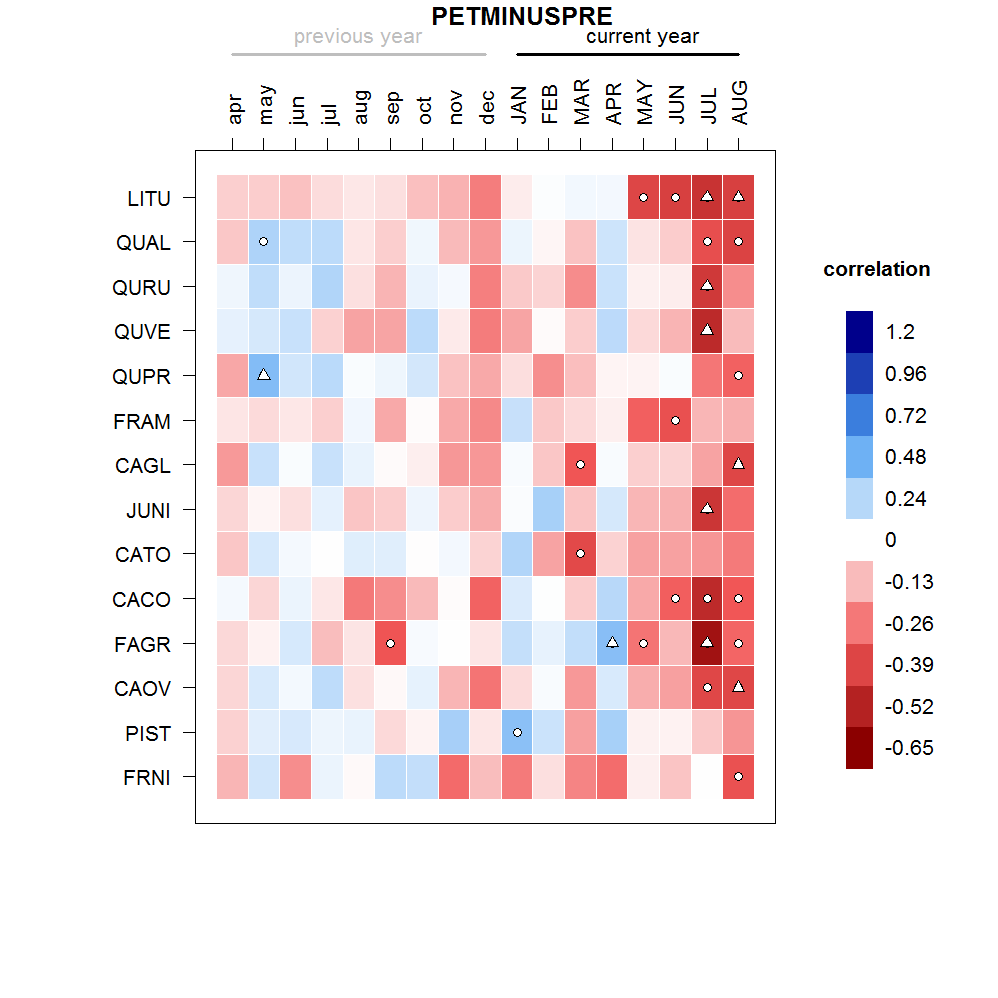 PETMINUSPRE
previous year
current year
apr may jun jul aug sep oct nov dec JAN FEB MAR APR MAY JUN JUL AUG
LITU
QUAL
QURU
QUVE
QUPR
FRAM
CAGL
JUNI
CATO
CACO
FAGR
CAOV
PIST
FRNI
correlation
1.2
0.96
0.72
0.48
0.24
0
-0.13
-0.26
-0.39
-0.52
-0.65